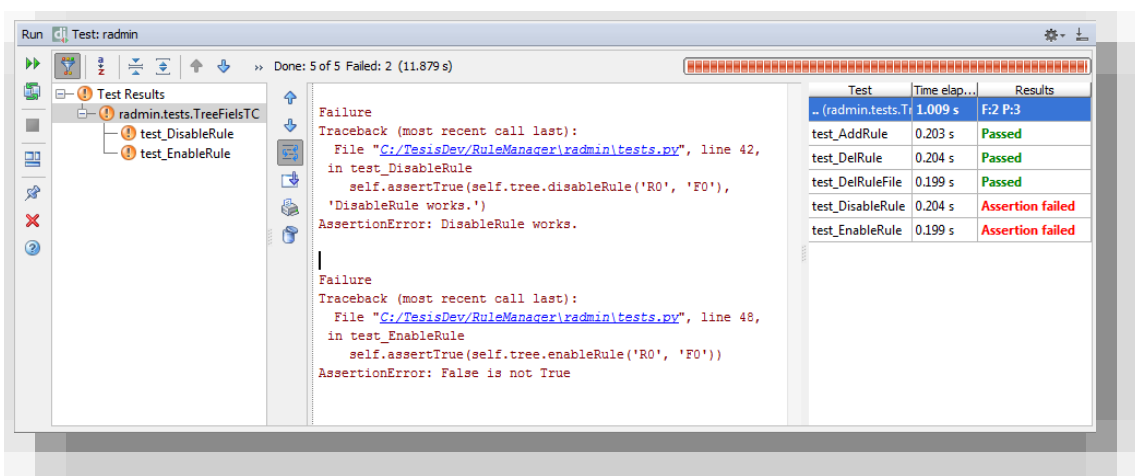 Run Test: radmin
» Done: 5 of 5 Failed: 2 (11.879 s)
Test Results
radmin.tests.TreeFielsTC
test_DisableRule
test_EnableRule
Failure
Traceback (most recent call last):
File "C:/TesisDev/RuleManager\radmin\tests.py", line 42,
in test_DisableRule
self.assertTrue(self.tree.disableRule('R0', 'F0'),
'DisableRule works.')
AssertionError: DisableRule works.
Failure
Traceback (most recent call last):
File "C:/TesisDev/RuleManager\radmin\tests.py", line 48,
in test_EnableRule
self.assertTrue(self.tree.enableRule('R0', 'F0'))
AssertionError: False is not True
Test Time elap... Results
.. (radmin.tests.Tr 1.009 s F:2 P:3
test_AddRule 0.203 s Passed
test_DelRule 0.204 s Passed
test_DelRuleFile 0.199 s Passed
test_DisableRule 0.204 s Assertion failed
test_EnableRule 0.199 s Assertion failed